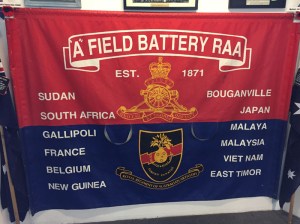 'A' FIELD BATTERY RAA
EST. 1871
SUDAN
SOUTH AFRICA
GALLIPOLI
FRANCE
BELGIUM
NEW GUINEA
BOUGANVILLE
JAPAN
MALAYA
MALAYSIA
VIET NAM
EAST TIMOR